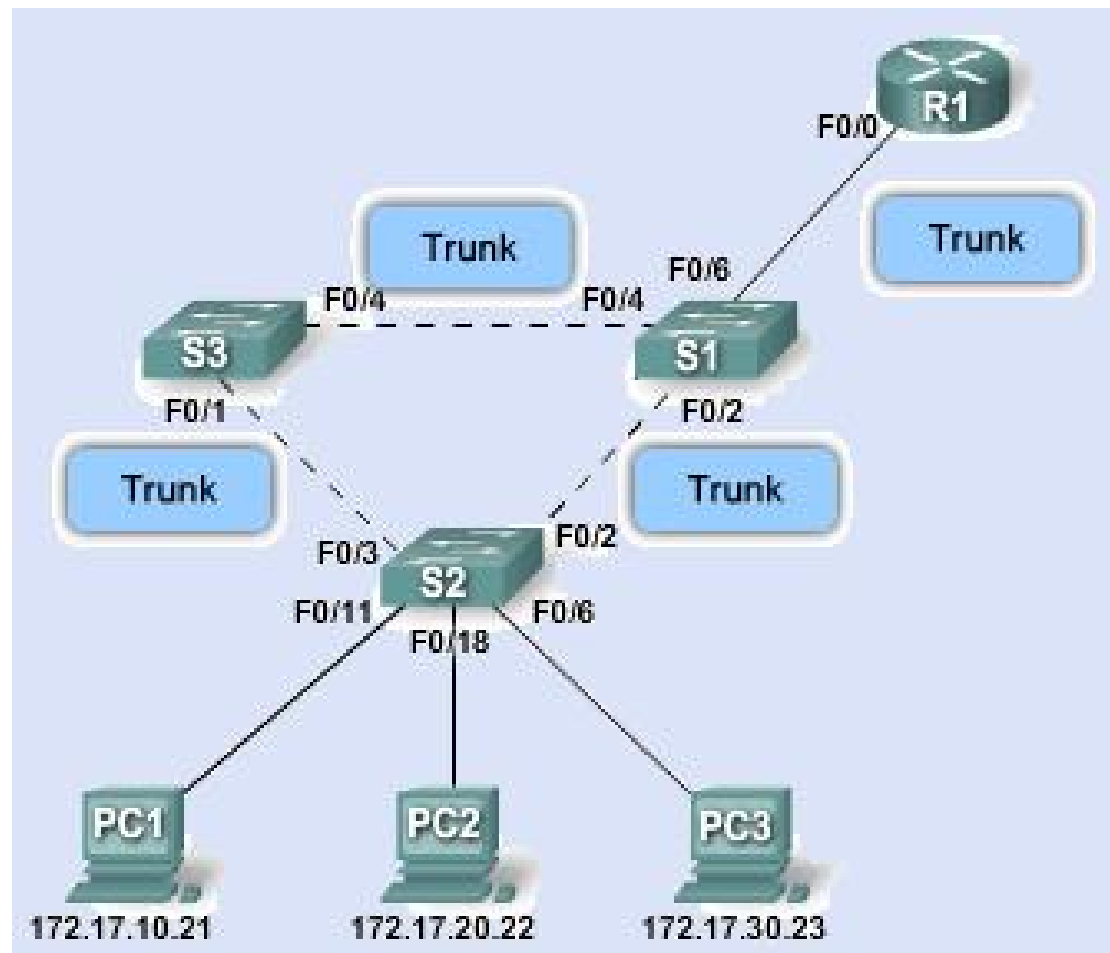 R1
F0/0
Trunk
Trunk
F0/6
F0/4
F0/4
S3
S1
F0/1
F0/2
Trunk
Trunk
F0/3
F0/2
S2
F0/11
F0/18
F0/6
PC1
PC2
PC3
172.17.10.21
172.17.20.22
172.17.30.23